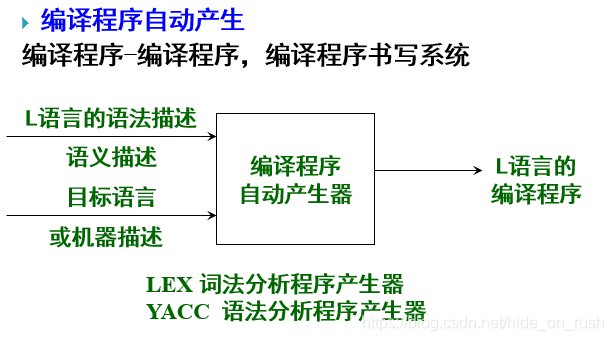 编译程序自动产生
编译程序-编译程序，编译程序书写系统
L语言的语法描述
语义描述
目标语言
或机器描述
编译程序
自动产生器
L语言的
编译程序
LEX 词法分析程序产生器
YACC 语法分析程序产生器
https://blog.csdn.net/hide_on_rush